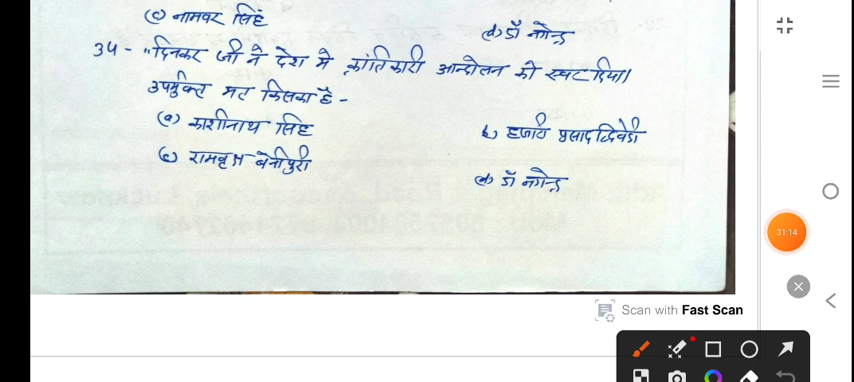 (c) नामवर सिंह
(d) डॉ नगेन्द्र
34- "दिनकर जी ने देश में क्रांतिकारी आन्दोलन को स्वर दिया।
उपर्युक्त मत किसका है-
(a) काशीनाथ सिंह
b) हजारी प्रसाद द्विवेदी
(c) रामवृक्ष बेनीपुरी
(d) डॉ नगेन्द्र
31:14
Scan with Fast Scan